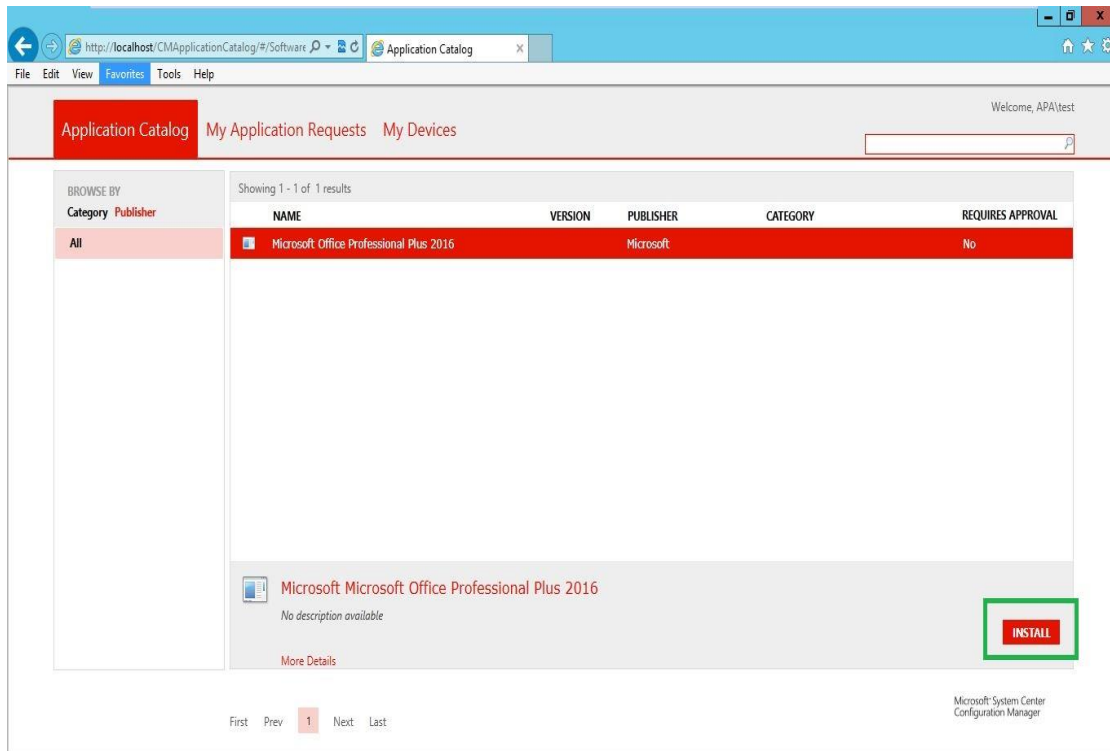 http://localhost/CMApplicationCatalog/#/Software
Application Catalog
File Edit View Favorites Tools Help
Welcome, APA\test
Application Catalog My Application Requests My Devices
BROWSE BY
Category Publisher
All
Showing 1 - 1 of 1 results
NAME VERSION PUBLISHER CATEGORY REQUIRES APPROVAL
Microsoft Office Professional Plus 2016 Microsoft No
Microsoft Microsoft Office Professional Plus 2016
No description available
INSTALL
More Details
First Prev 1 Next Last
Microsoft System Center
Configuration Manager